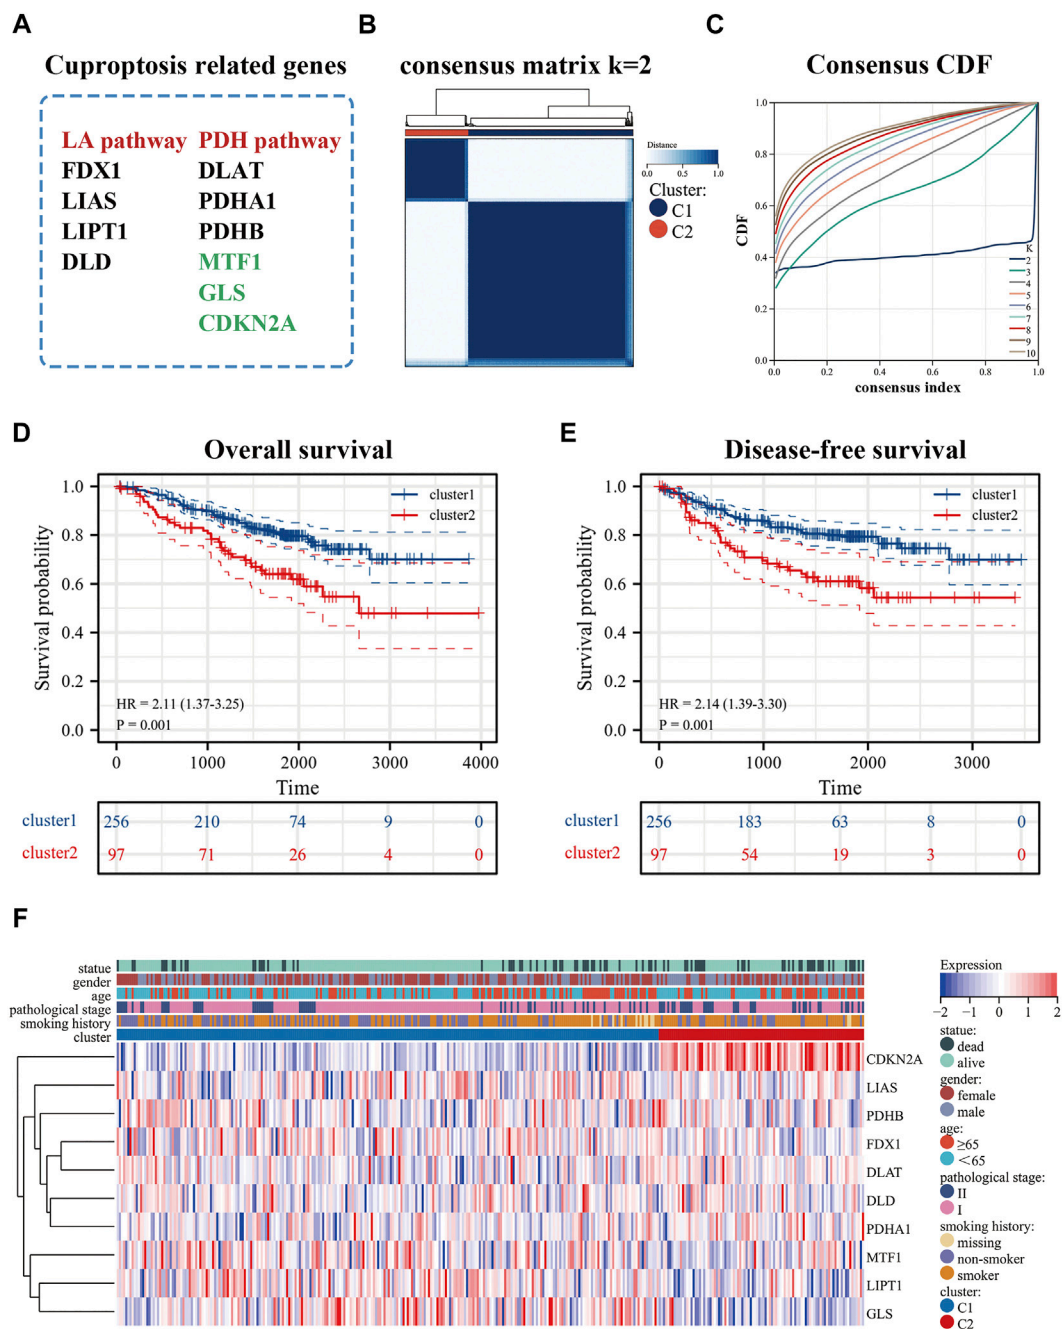 A
Cuproptosis related genes
LA pathway PDH pathway
FDX1 DLAT
LIAS PDHA1
LIPT1 PDHB
DLD MTF1
GLS
CDKN2A
B
consensus matrix k=2
Distance
0.0 0.5 1.0
Cluster:
C1
C2
C
Consensus CDF
CDF
1.0
0.8
0.6
0.4
0.2
0.0
0.0 0.2 0.4 0.6 0.8 1.0
consensus index
K
2
3
4
5
6
7
8
9
10
D
Overall survival
Survival probability
1.0
0.8
0.6
0.4
0.2
0.0
cluster1
cluster2
HR = 2.11 (1.37-3.25)
P = 0.001
0 1000 2000 3000 4000
Time
cluster1 256 210 74 9 0
cluster2 97 71 26 4 0
E
Disease-free survival
Survival probability
1.0
0.8
0.6
0.4
0.2
0.0
cluster1
cluster2
HR = 2.14 (1.39-3.30)
P = 0.001
0 1000 2000 3000
Time
cluster1 256 183 63 8 0
cluster2 97 54 19 3 0
F
statue
gender
age
pathological stage
smoking history
cluster
CDKN2A
LIAS
PDHB
FDX1
DLAT
DLD
PDHA1
MTF1
LIPT1
GLS
Expression
−2 −1 0 1 2
statue:
dead
alive
gender:
female
male
age:
≥65
<65
pathological stage:
II
I
smoking history:
missing
non-smoker
smoker
cluster:
C1
C2